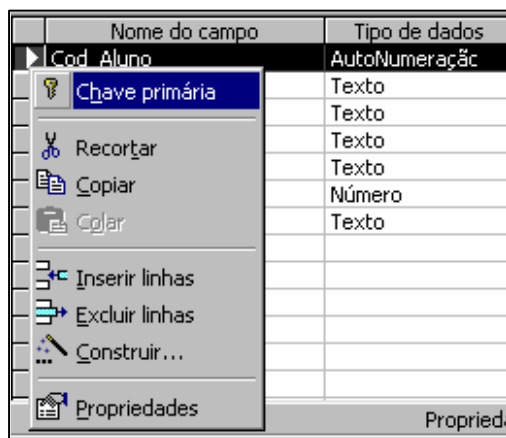 Nome do campo Tipo de dados
Cod_Aluno AutoNumeraçãc
Chave primária Texto
Texto
Recortar Texto
Copiar Texto
Número
Colar Texto
Inserir linhas
Excluir linhas
Construir...
Propriedades
Propried